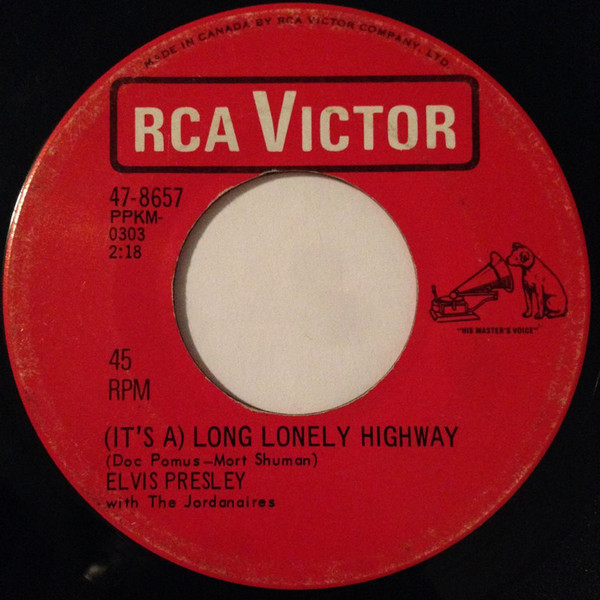 MADE IN CANADA BY RCA VICTOR COMPANY, LTD.
RCA VICTOR
47-8657
PPKM-
0303
2:18
"HIS MASTER'S VOICE"
45
RPM
(IT'S A) LONG LONELY HIGHWAY
(Doc Pomus—Mort Shuman)
ELVIS PRESLEY
with The Jordanaires